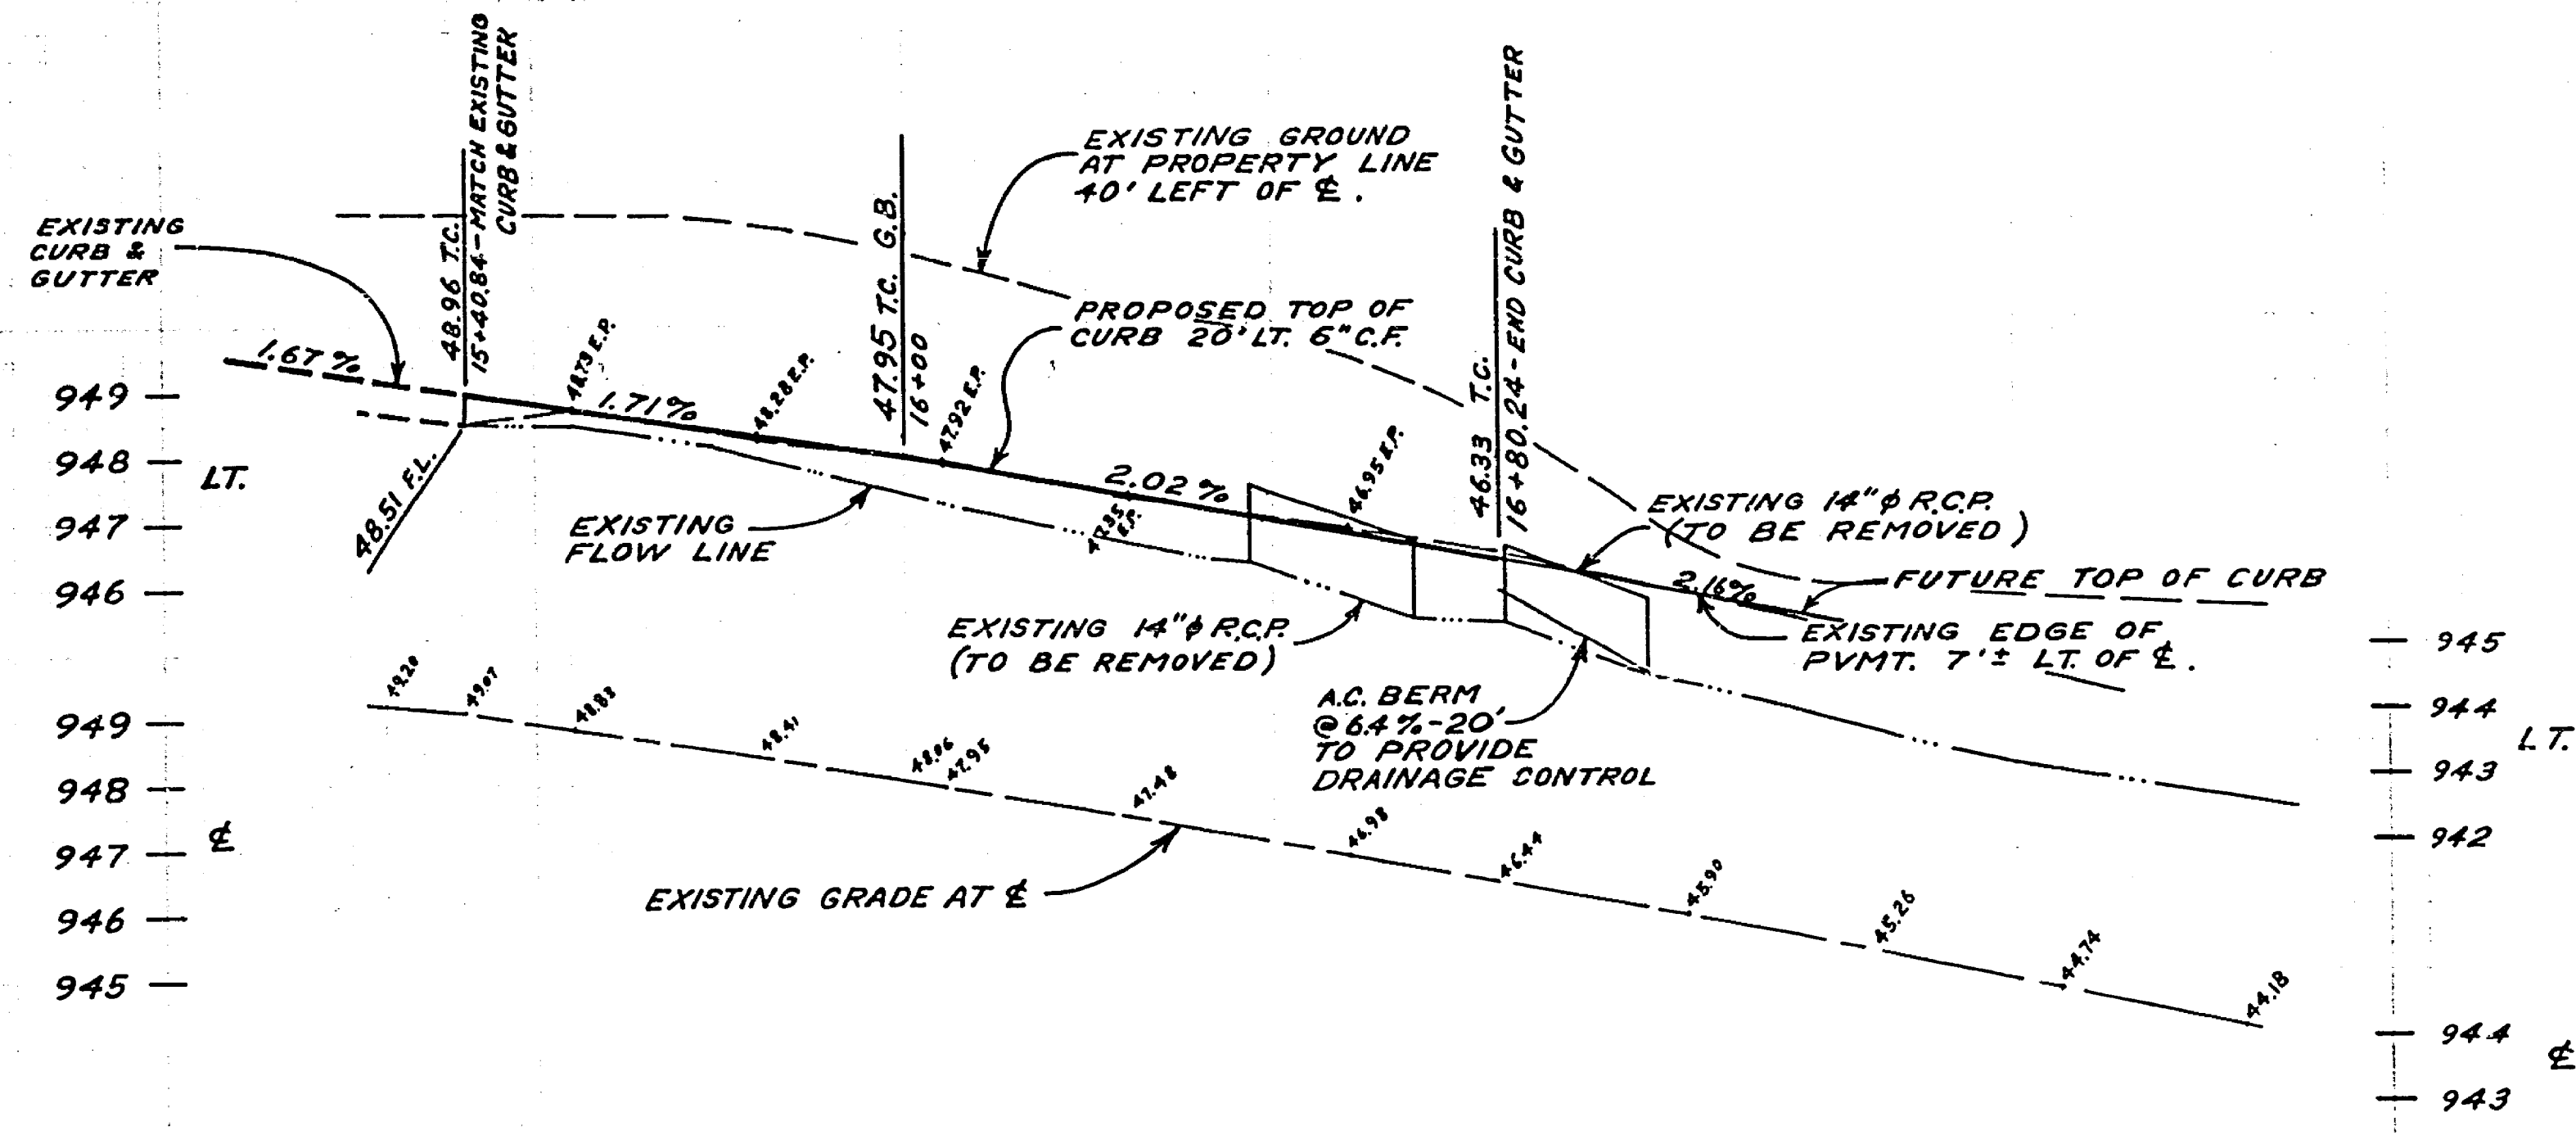 48.96 T.C.
15+40.84-MATCH EXISTING
CURB & GUTTER
EXISTING
CURB &
GUTTER
1.67 %
48.73 E.P.
1.71%
48.28 E.P.
47.95 T.C. G.B.
16+00
47.92 E.P.
EXISTING GROUND
AT PROPERTY LINE
40' LEFT OF ℄.
PROPOSED TOP OF
CURB 20' LT. 6" C.F.
46.33 T.C.
16+80.24-END CURB & GUTTER
949
948
947
946
LT.
48.51 F.L.
EXISTING
FLOW LINE
2.02 %
47.35
E.P.
46.95 E.P.
EXISTING 14"φ R.C.P.
(TO BE REMOVED)
2.16%
FUTURE TOP OF CURB
EXISTING EDGE OF
PVMT. 7'± LT. OF ℄.
EXISTING 14"φ R.C.P.
(TO BE REMOVED)
A.C. BERM
@ 6.4%-20'
TO PROVIDE
DRAINAGE CONTROL
945
944
943
942
LT.
949
948
947
946
945
℄
49.20
49.07
48.83
48.41
48.06
47.95
47.48
46.98
46.44
45.90
45.26
44.74
44.18
EXISTING GRADE AT ℄
944
943
℄